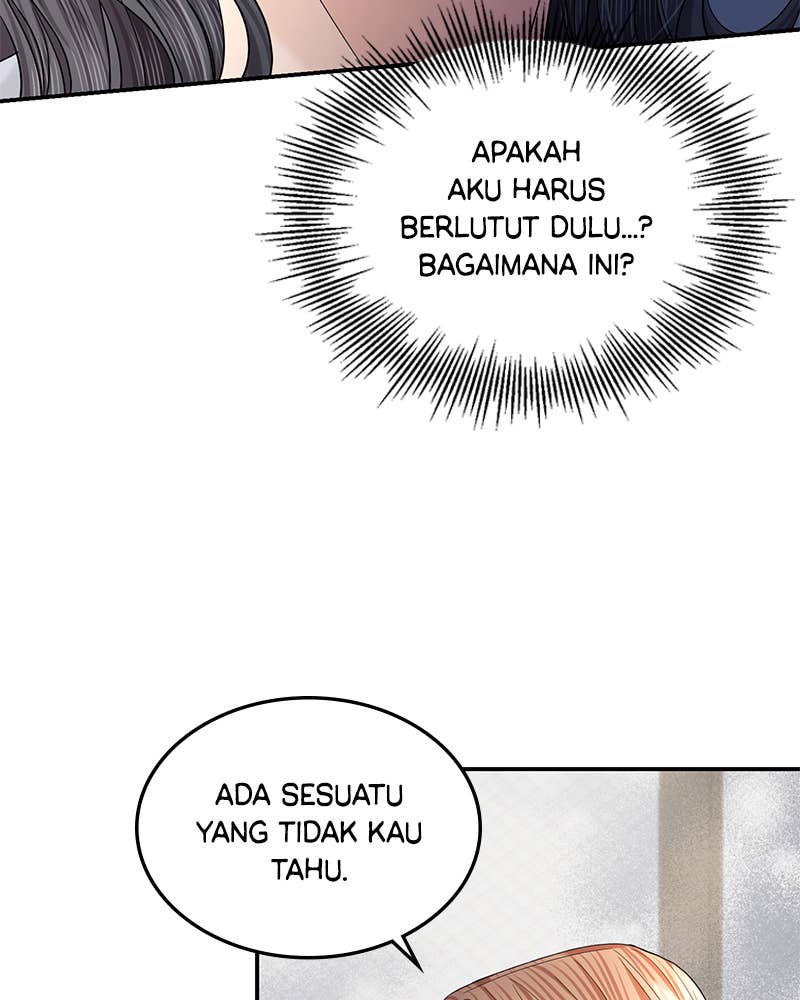 APAKAH
AKU HARUS
BERLUTUT DULU...?
BAGAIMANA INI?
ADA SESUATU
YANG TIDAK KAU
TAHU.